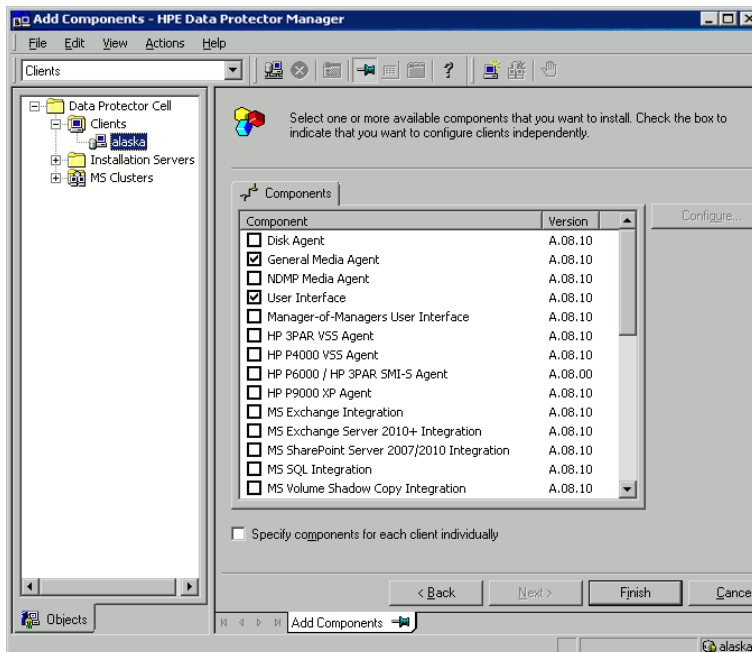 Add Components - HPE Data Protector Manager
File Edit View Actions Help
Clients
Data Protector Cell
Clients
alaska
Installation Servers
MS Clusters
Objects
Select one or more available components that you want to install. Check the box to
indicate that you want to configure clients independently.
Components
Configure...
Component Version
Disk Agent A.08.10
General Media Agent A.08.10
NDMP Media Agent A.08.10
User Interface A.08.10
Manager-of-Managers User Interface A.08.10
HP 3PAR VSS Agent A.08.10
HP P4000 VSS Agent A.08.10
HP P6000 / HP 3PAR SMI-S Agent A.08.00
HP P9000 XP Agent A.08.10
MS Exchange Integration A.08.10
MS Exchange Server 2010+ Integration A.08.10
MS SharePoint Server 2007/2010 Integration A.08.10
MS SQL Integration A.08.10
MS Volume Shadow Copy Integration A.08.10
Specify components for each client individually
< Back Next > Finish Cance
Add Components
alaska